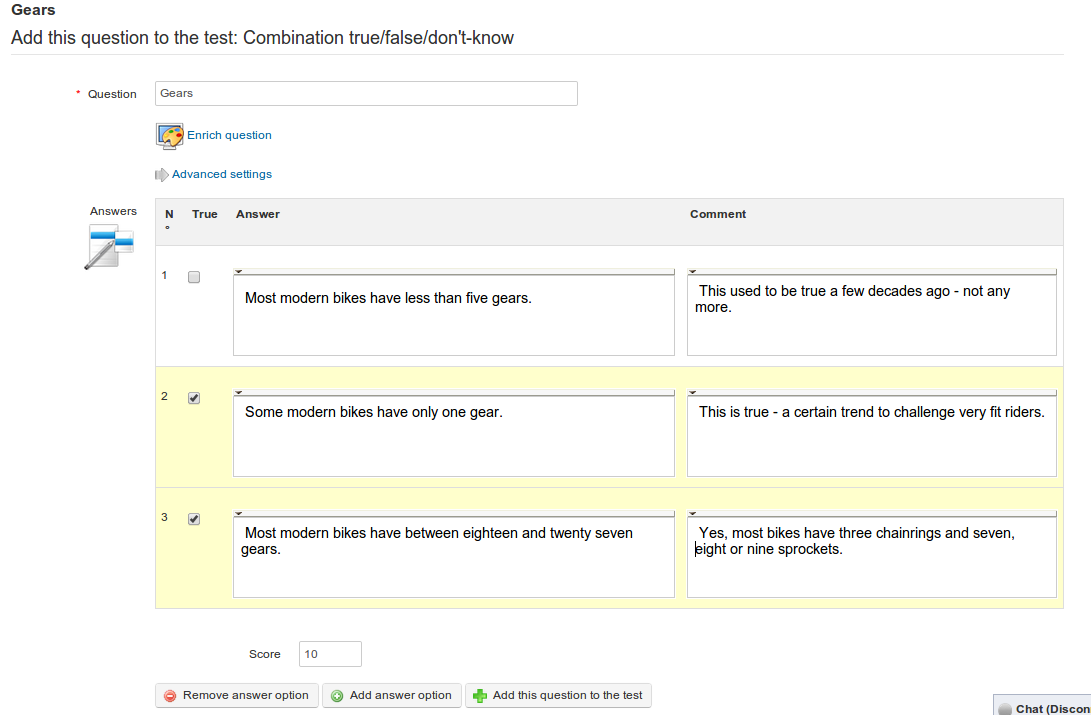 Gears
Add this question to the test: Combination true/false/don't-know
* Question Gears
Enrich question
Advanced settings
Answers
N° True Answer Comment
1 Most modern bikes have less than five gears. This used to be true a few decades ago - not any
more.
2 Some modern bikes have only one gear. This is true - a certain trend to challenge very fit riders.
3 Most modern bikes have between eighteen and twenty seven
gears.
Yes, most bikes have three chainrings and seven,
eight or nine sprockets.
Score 10
Remove answer option Add answer option Add this question to the test
Chat (Discon